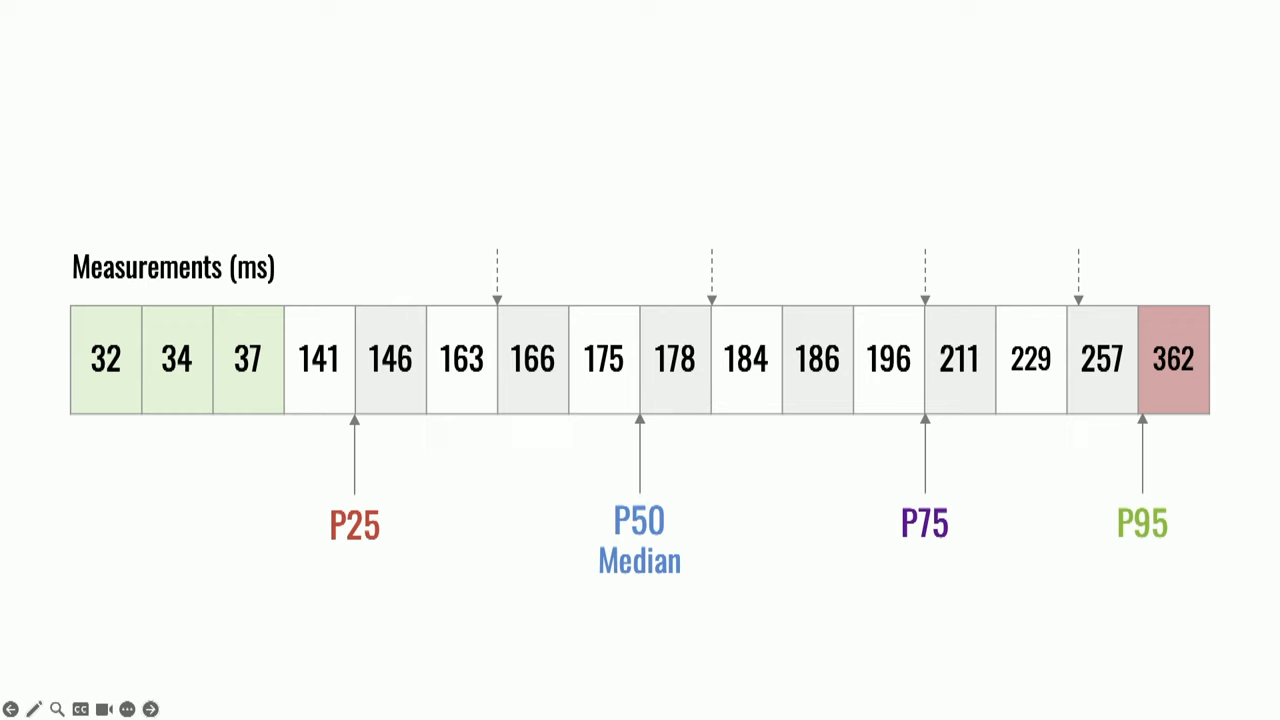 Measurements (ms)
32 34 37 141 146 163 166 175 178 184 186 196 211 229 257 362
P25 P50 P75 P95
Median
CC